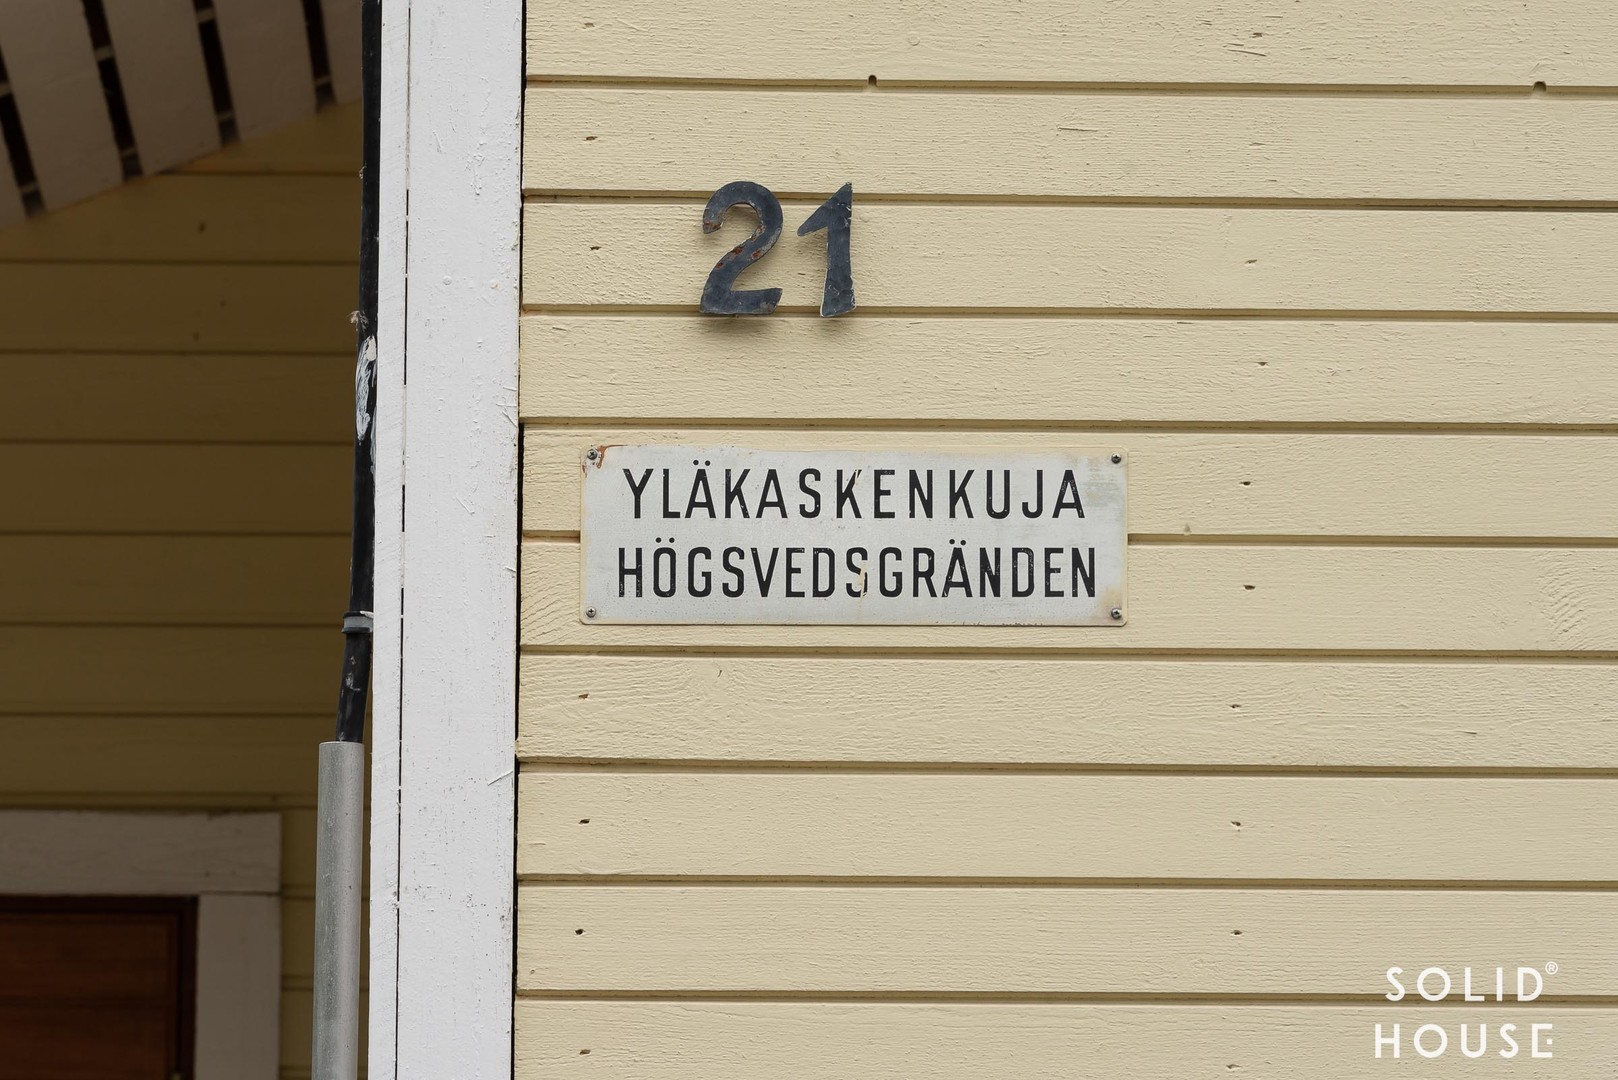 21
YLÄKASKENKUJA
HÖGSVEDSGRÄNDEN
SOLID®
HOUSE